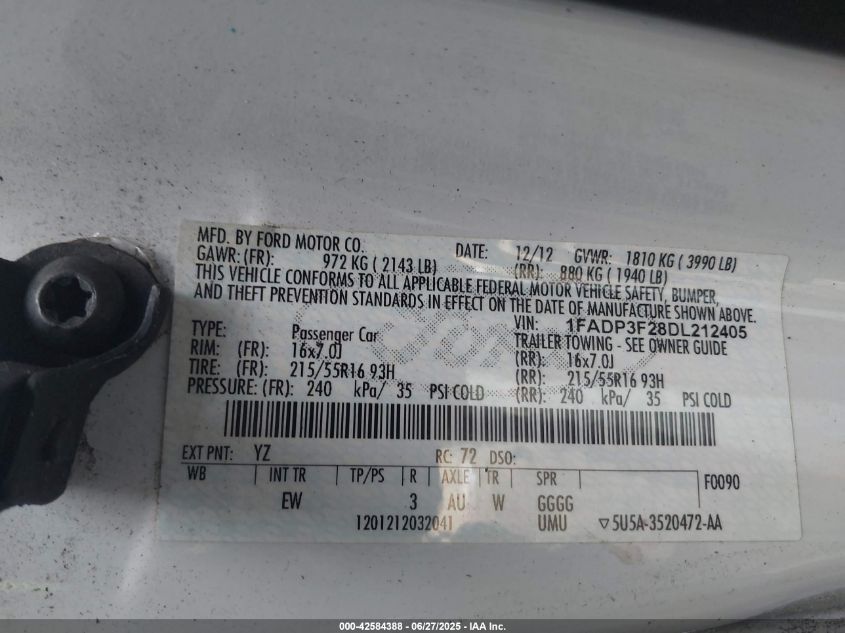 MFD. BY FORD MOTOR CO. DATE: 12/12 GVWR: 1810 KG ( 3990 LB)
GAWR: (FR): 972 KG ( 2143 LB) (RR): 880 KG ( 1940 LB)
THIS VEHICLE CONFORMS TO ALL APPLICABLE FEDERAL MOTOR VEHICLE SAFETY, BUMPER,
AND THEFT PREVENTION STANDARDS IN EFFECT ON THE DATE OF MANUFACTURE SHOWN ABOVE.
VIN: 1FADP3F28DL212405
TYPE: Passenger Car TRAILER TOWING - SEE OWNER GUIDE
RIM: (FR): 16x7.0J (RR): 16x7.0J
TIRE: (FR): 215/55R16 93H (RR): 215/55R16 93H
PRESSURE: (FR): 240 kPa/ 35 PSI COLD (RR): 240 kPa/ 35 PSI COLD
EXT PNT: YZ RC: 72 DSO:
WB INT TR TP/PS R AXLE TR SPR F0090
EW 3 AU W GGGG
1201212032041 UMU ▽5U5A-3520472-AA
000-42584388 - 06/27/2025 - IAA Inc.